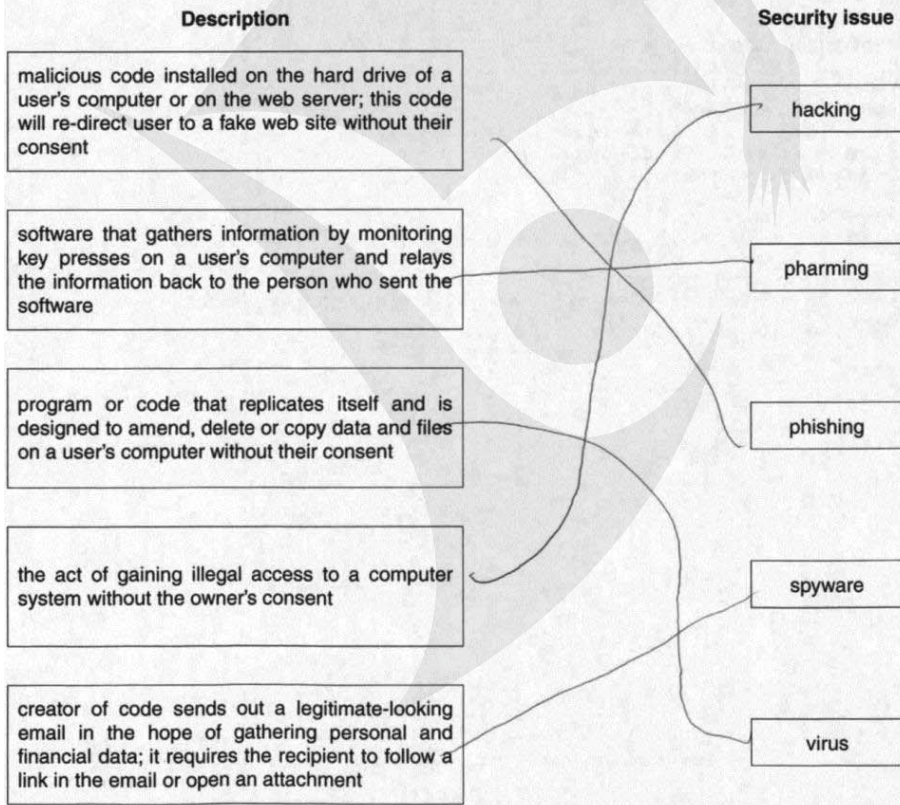 Description
Security issue
malicious code installed on the hard drive of a
user's computer or on the web server; this code
will re-direct user to a fake web site without their
consent
hacking
software that gathers information by monitoring
key presses on a user's computer and relays
the information back to the person who sent the
software
pharming
program or code that replicates itself and is
designed to amend, delete or copy data and files
on a user's computer without their consent
phishing
the act of gaining illegal access to a computer
system without the owner's consent
spyware
creator of code sends out a legitimate-looking
email in the hope of gathering personal and
financial data; it requires the recipient to follow a
link in the email or open an attachment
virus